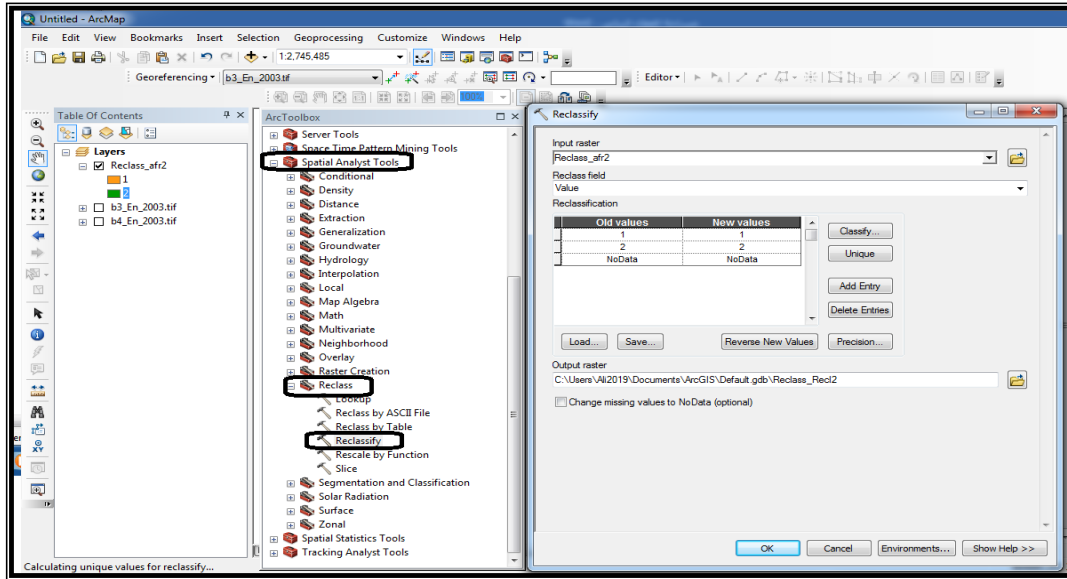 Untitled - ArcMap
File Edit View Bookmarks Insert Selection Geoprocessing Customize Windows Help
1:2,745,485
Georeferencing b3_En_2003.tif Editor
100%
Table Of Contents
Layers
Reclass_afr2
1
2
b3_En_2003.tif
b4_En_2003.tif
ArcToolbox
Server Tools
Space Time Pattern Mining Tools
Spatial Analyst Tools
Conditional
Density
Distance
Extraction
Generalization
Groundwater
Hydrology
Interpolation
Local
Map Algebra
Math
Multivariate
Neighborhood
Overlay
Raster Creation
Reclass
Lookup
Reclass by ASCII File
Reclass by Table
Reclassify
Rescale by Function
Slice
Segmentation and Classification
Solar Radiation
Surface
Zonal
Spatial Statistics Tools
Tracking Analyst Tools
Reclassify
Input raster
Reclass_afr2
Reclass field
Value
Reclassification
Old values New values
1 1
2 2
NoData NoData
Classify...
Unique
Add Entry
Delete Entries
Load... Save... Reverse New Values Precision...
Output raster
C:\Users\Ali2019\Documents\ArcGIS\Default.gdb\Reclass_Recl2
Change missing values to NoData (optional)
OK Cancel Environments... Show Help >>
Calculating unique values for reclassify...